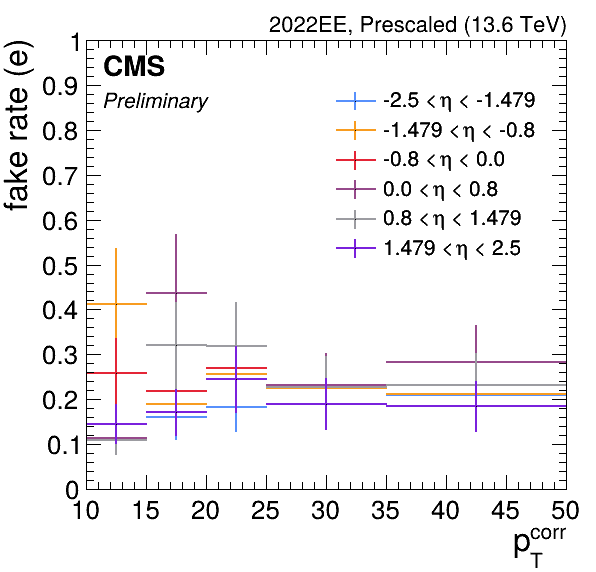 2022EE, Prescaled (13.6 TeV)
CMS
Preliminary
fake rate (e)
-2.5 < η < -1.479
-1.479 < η < -0.8
-0.8 < η < 0.0
0.0 < η < 0.8
0.8 < η < 1.479
1.479 < η < 2.5
1
0.9
0.8
0.7
0.6
0.5
0.4
0.3
0.2
0.1
0
10 15 20 25 30 35 40 45 50
p_T^corr